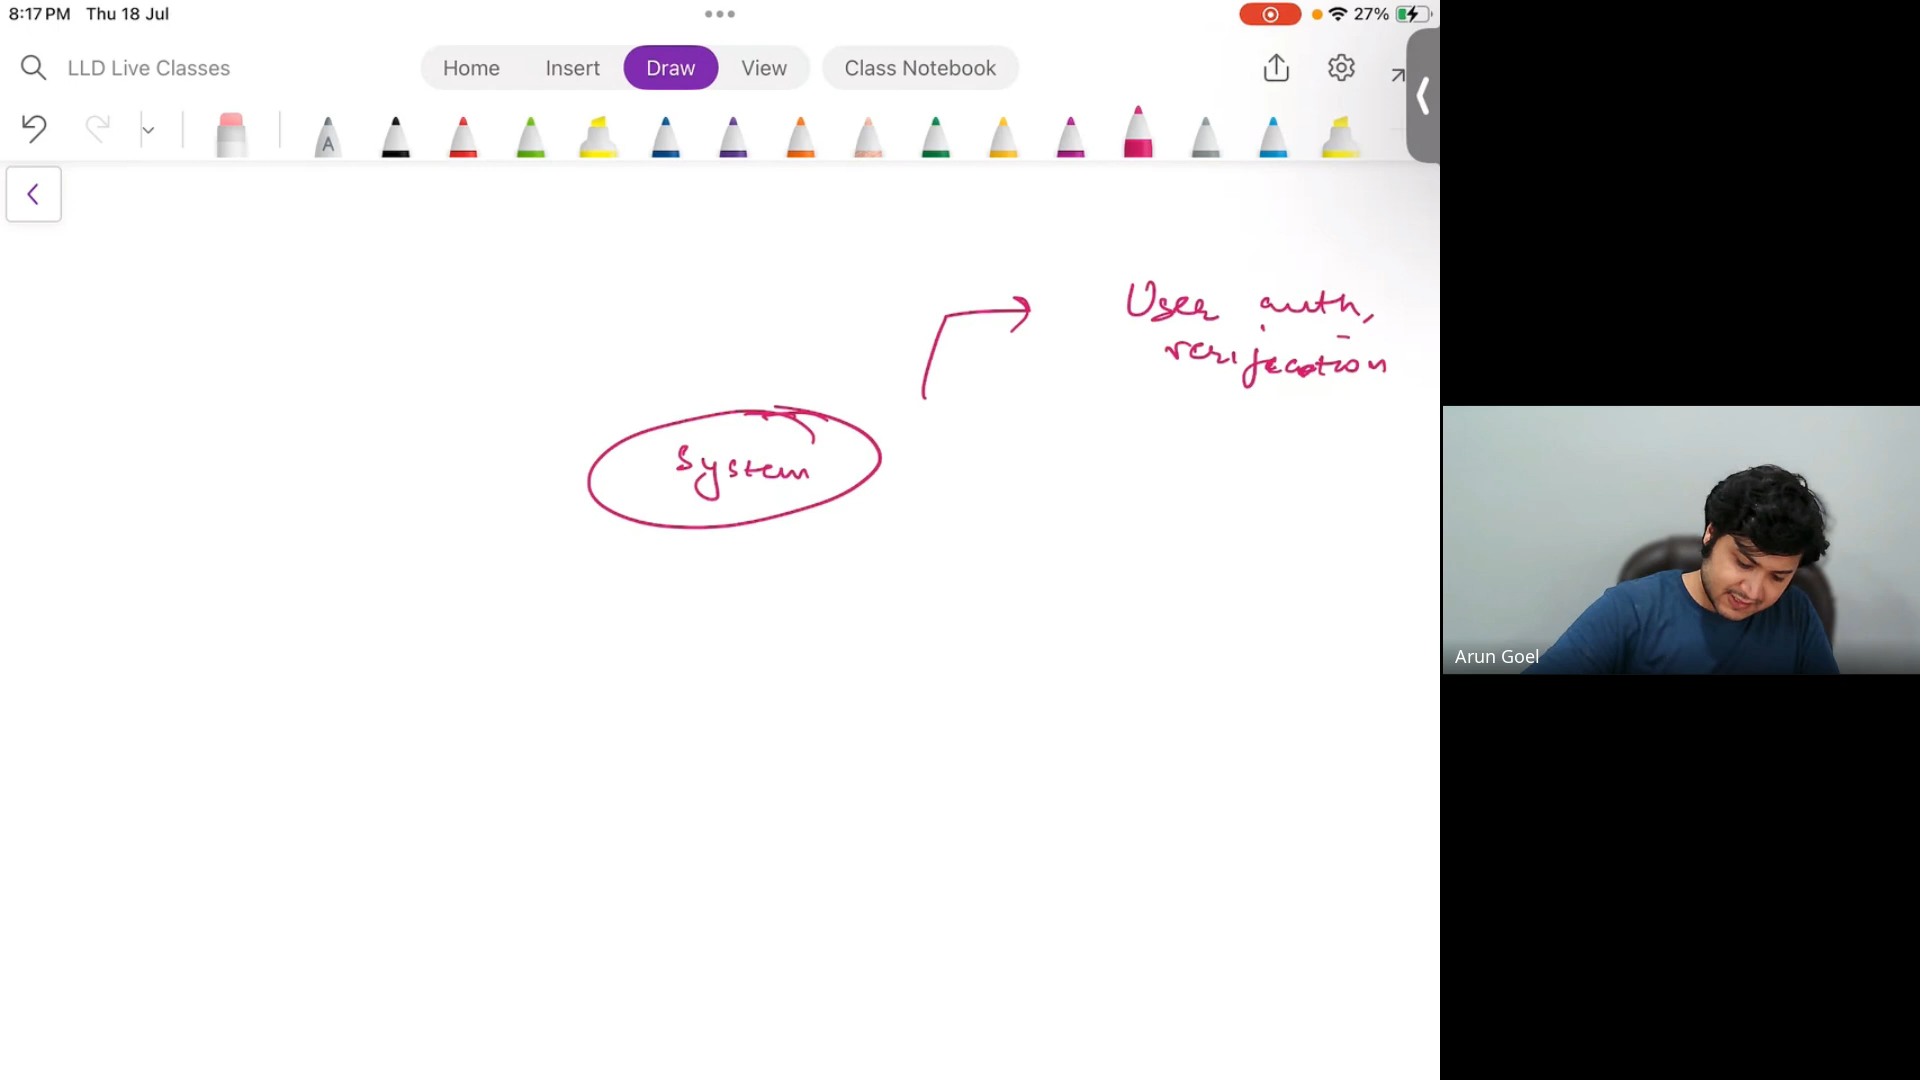 8:17 PM Thu 18 Jul
27%
LLD Live Classes
Home Insert Draw View Class Notebook
A
User auth,
verification
System
Arun Goel